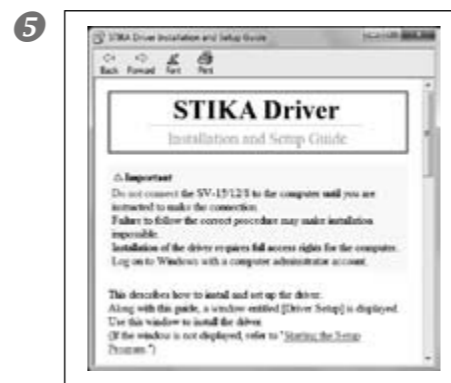 5
STIKA Driver Installation and Setup Guide
Back Forward Font Print
STIKA Driver
Installation and Setup Guide
⚠ Important
Do not connect the SV-15/12/8 to the computer until you are
instructed to make the connection.
Failure to follow the correct procedure may make installation
impossible.
Installation of the driver requires full access rights for the computer.
Log on to Windows with a computer administrator account.
This describes how to install and set up the driver.
Along with this guide, a window entitled [Driver Setup] is displayed.
Use this window to install the driver.
(If the window is not displayed, refer to "Starting the Setup
Program.")